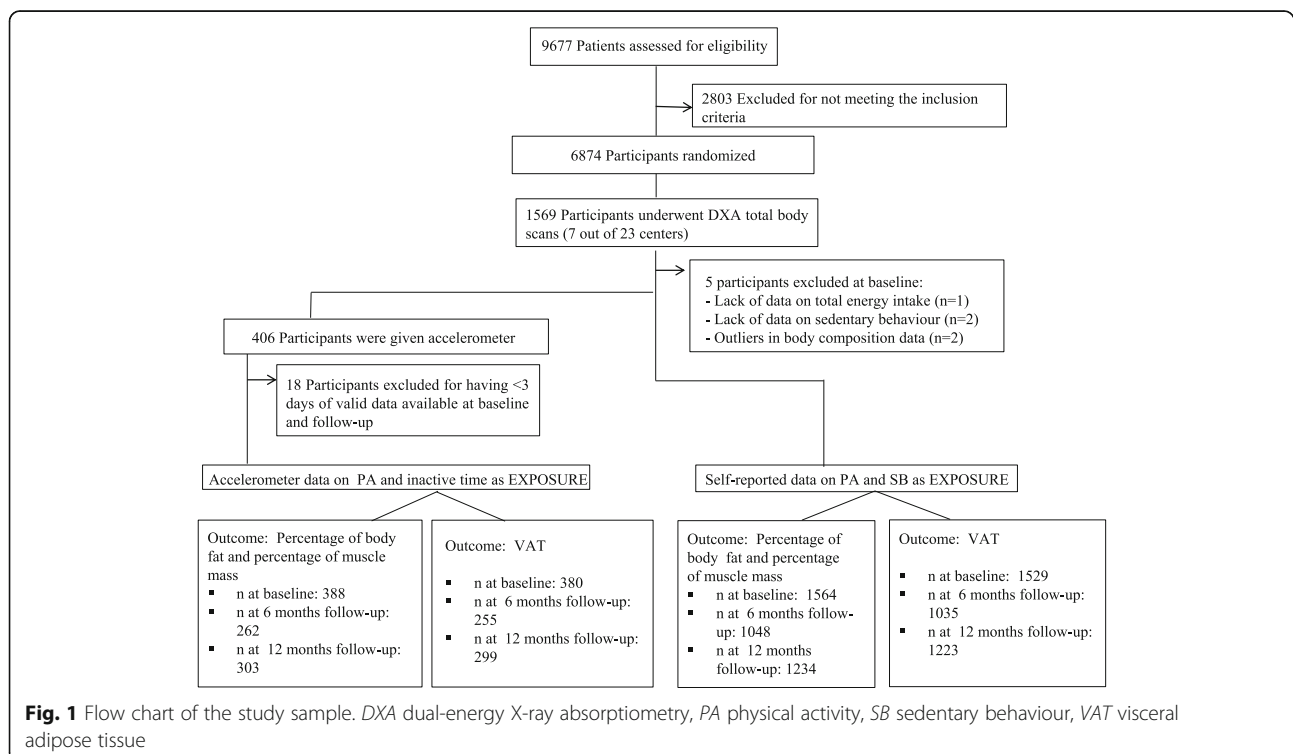 9677 Patients assessed for eligibility
2803 Excluded for not meeting the inclusion
criteria
6874 Participants randomized
1569 Participants underwent DXA total body
scans (7 out of 23 centers)
5 participants excluded at baseline:
- Lack of data on total energy intake (n=1)
- Lack of data on sedentary behaviour (n=2)
- Outliers in body composition data (n=2)
406 Participants were given accelerometer
18 Participants excluded for having <3
days of valid data available at baseline
and follow-up
Accelerometer data on PA and inactive time as EXPOSURE
Self-reported data on PA and SB as EXPOSURE
Outcome: Percentage of body
fat and percentage of muscle
mass
▪ n at baseline: 388
▪ n at 6 months follow-up:
262
▪ n at 12 months follow-up:
303
Outcome: VAT
▪ n at baseline: 380
▪ n at 6 months follow-up:
255
▪ n at 12 months follow-up:
299
Outcome: Percentage of
body fat and percentage
of muscle mass
▪ n at baseline: 1564
▪ n at 6 months follow-
up: 1048
▪ n at 12 months
follow-up: 1234
Outcome: VAT
▪ n at baseline: 1529
▪ n at 6 months follow-up:
1035
▪ n at 12 months follow-up:
1223
Fig. 1 Flow chart of the study sample. DXA dual-energy X-ray absorptiometry, PA physical activity, SB sedentary behaviour, VAT visceral
adipose tissue